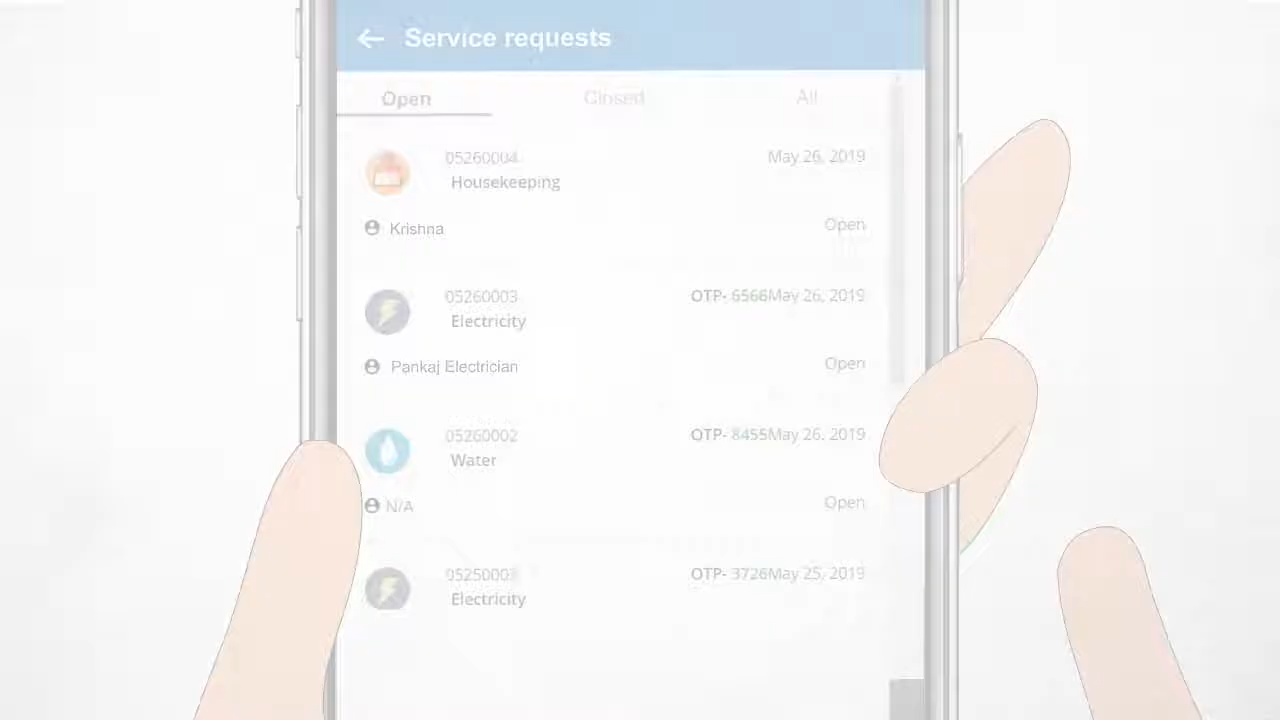 Service requests
Open Closed All
05260004 May 26, 2019
Housekeeping
Krishna Open
05260003 OTP- 6566May 26, 2019
Electricity
Pankaj Electrician Open
05260002 OTP- 8455May 26, 2019
Water
N/A Open
OTP- 3726May 25, 2019
Electricity